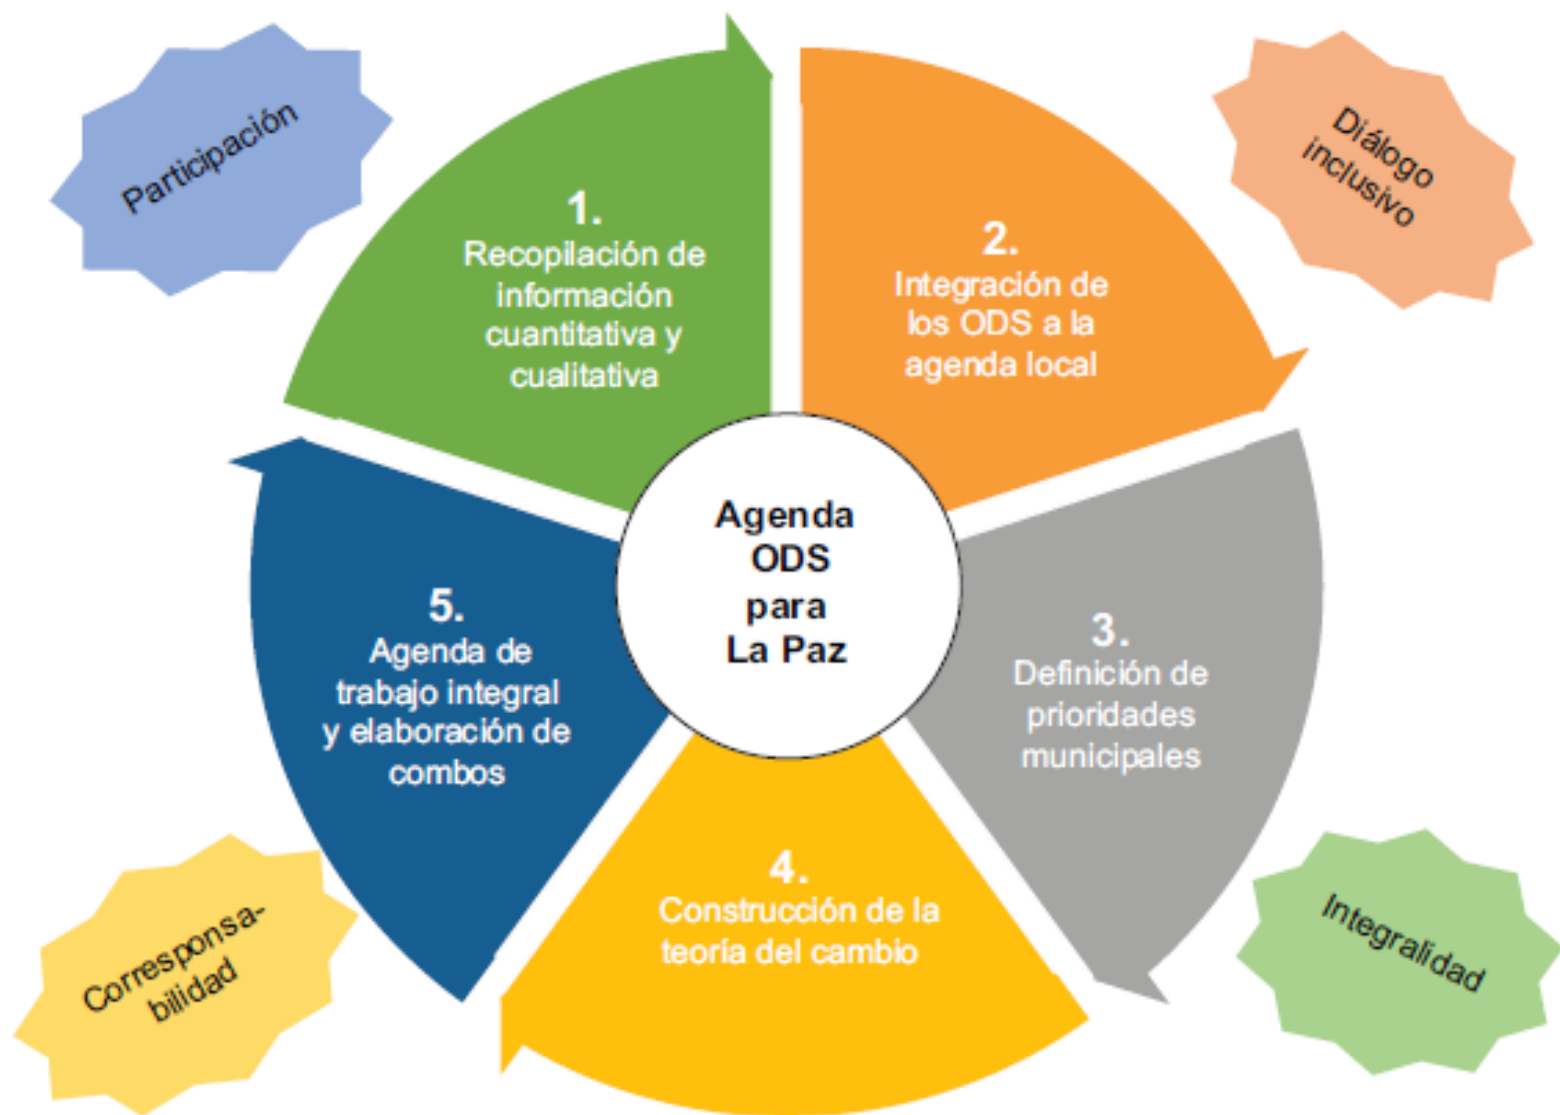 Participación
Diálogo
inclusivo
1.
Recopilación de
información
cuantitativa y
cualitativa
2.
Integración de
los ODS a la
agenda local
3.
Definición de
prioridades
municipales
4.
Construcción de la
teoría del cambio
5.
Agenda de
trabajo integral
y elaboración de
combos
Agenda
ODS
para
La Paz
Corresponsa-
bilidad
Integralidad